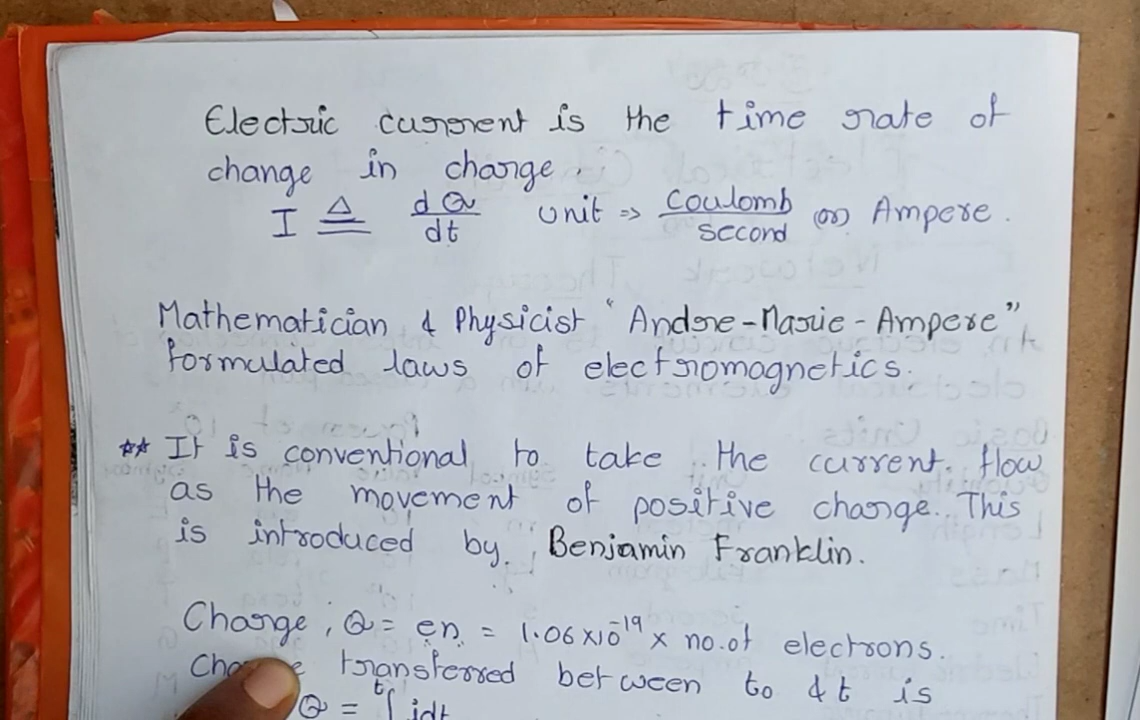 Electric current is the time rate of
change in charge.
I ≜ dQ/dt unit ⇒ Coulomb/second (or) Ampere.
Mathematician & Physicist "Andre-Marie-Ampere"
formulated laws of electromagnetics.
** It is conventional to take the current flow
as the movement of positive charge. This
is introduced by Benjamin Franklin.
Charge, Q = en = 1.06×10⁻¹⁹ × no.of electrons.
transferred between to & t is
Q = ∫ idt